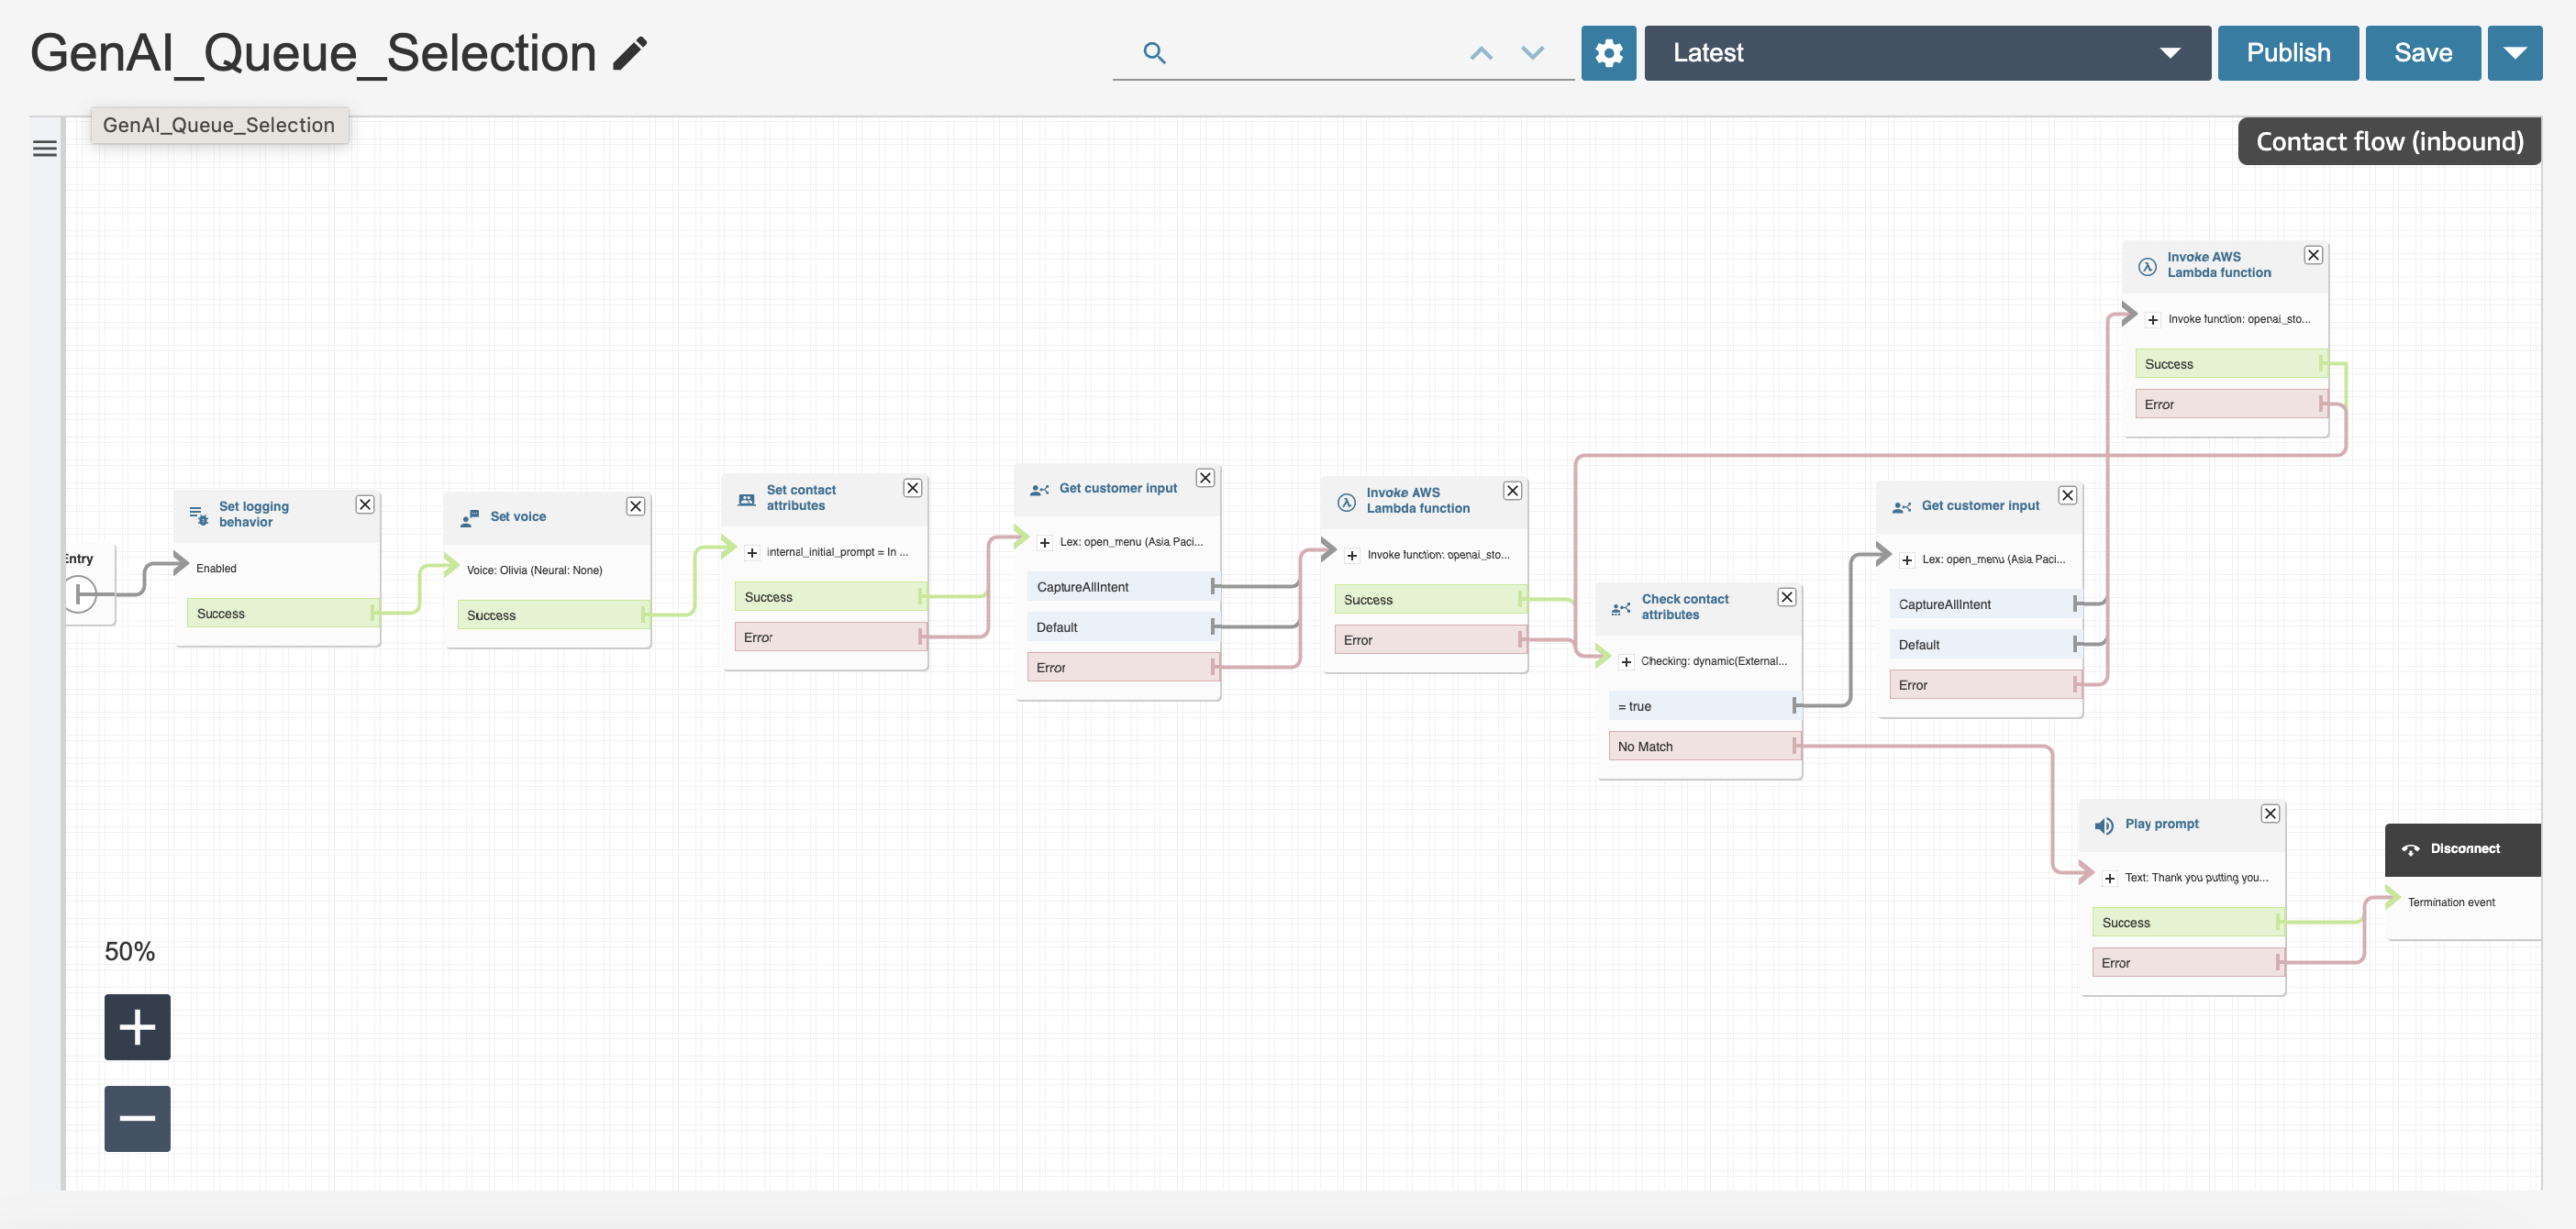 GenAI_Queue_Selection
Latest
Publish
Save
GenAI_Queue_Selection
Contact flow (inbound)
Entry
Set logging
behavior
Enabled
Success
Set voice
Voice: Olivia (Neural: None)
Success
Set contact
attributes
internal_initial_prompt = In ...
Success
Error
Get customer input
Lex: open_menu (Asia Paci...
CaptureAllIntent
Default
Error
Invoke AWS
Lambda function
Invoke function: openai_sto...
Success
Error
Check contact
attributes
Checking: dynamic(External...
= true
No Match
Get customer input
Lex: open_menu (Asia Paci...
CaptureAllIntent
Default
Error
Invoke AWS
Lambda function
Invoke function: openai_sto...
Success
Error
Play prompt
Text: Thank you putting you...
Success
Error
Disconnect
Termination event
50%